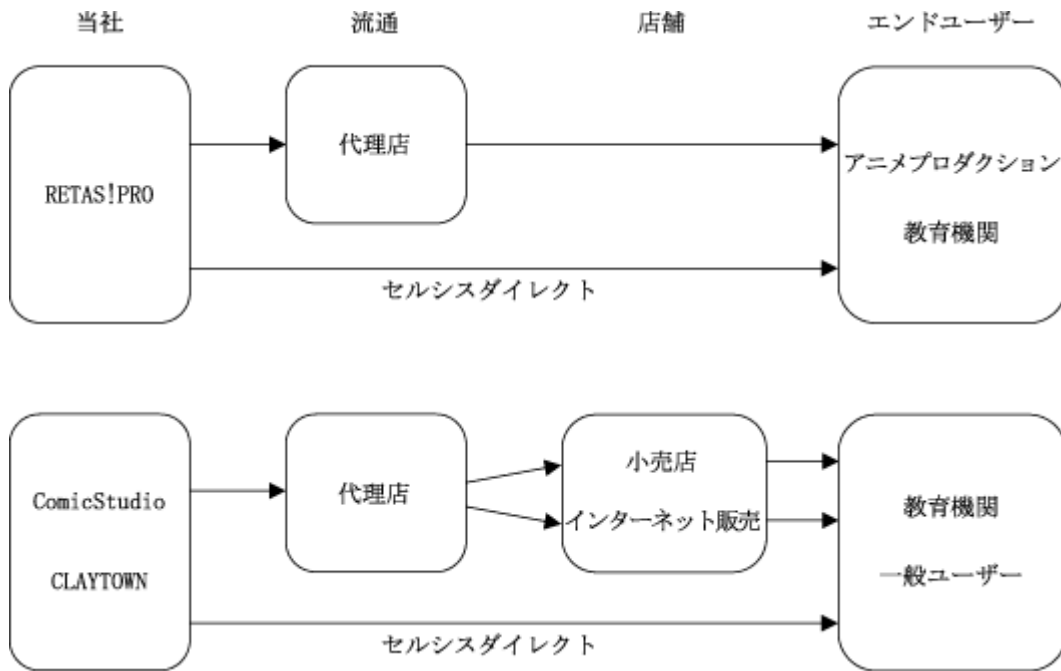 当社 流通 店舗 エンドユーザー
RETAS!PRO
代理店
アニメプロダクション
教育機関
セルシスダイレクト
ComicStudio
CLAYTOWN
代理店
小売店
インターネット販売
教育機関
一般ユーザー
セルシスダイレクト